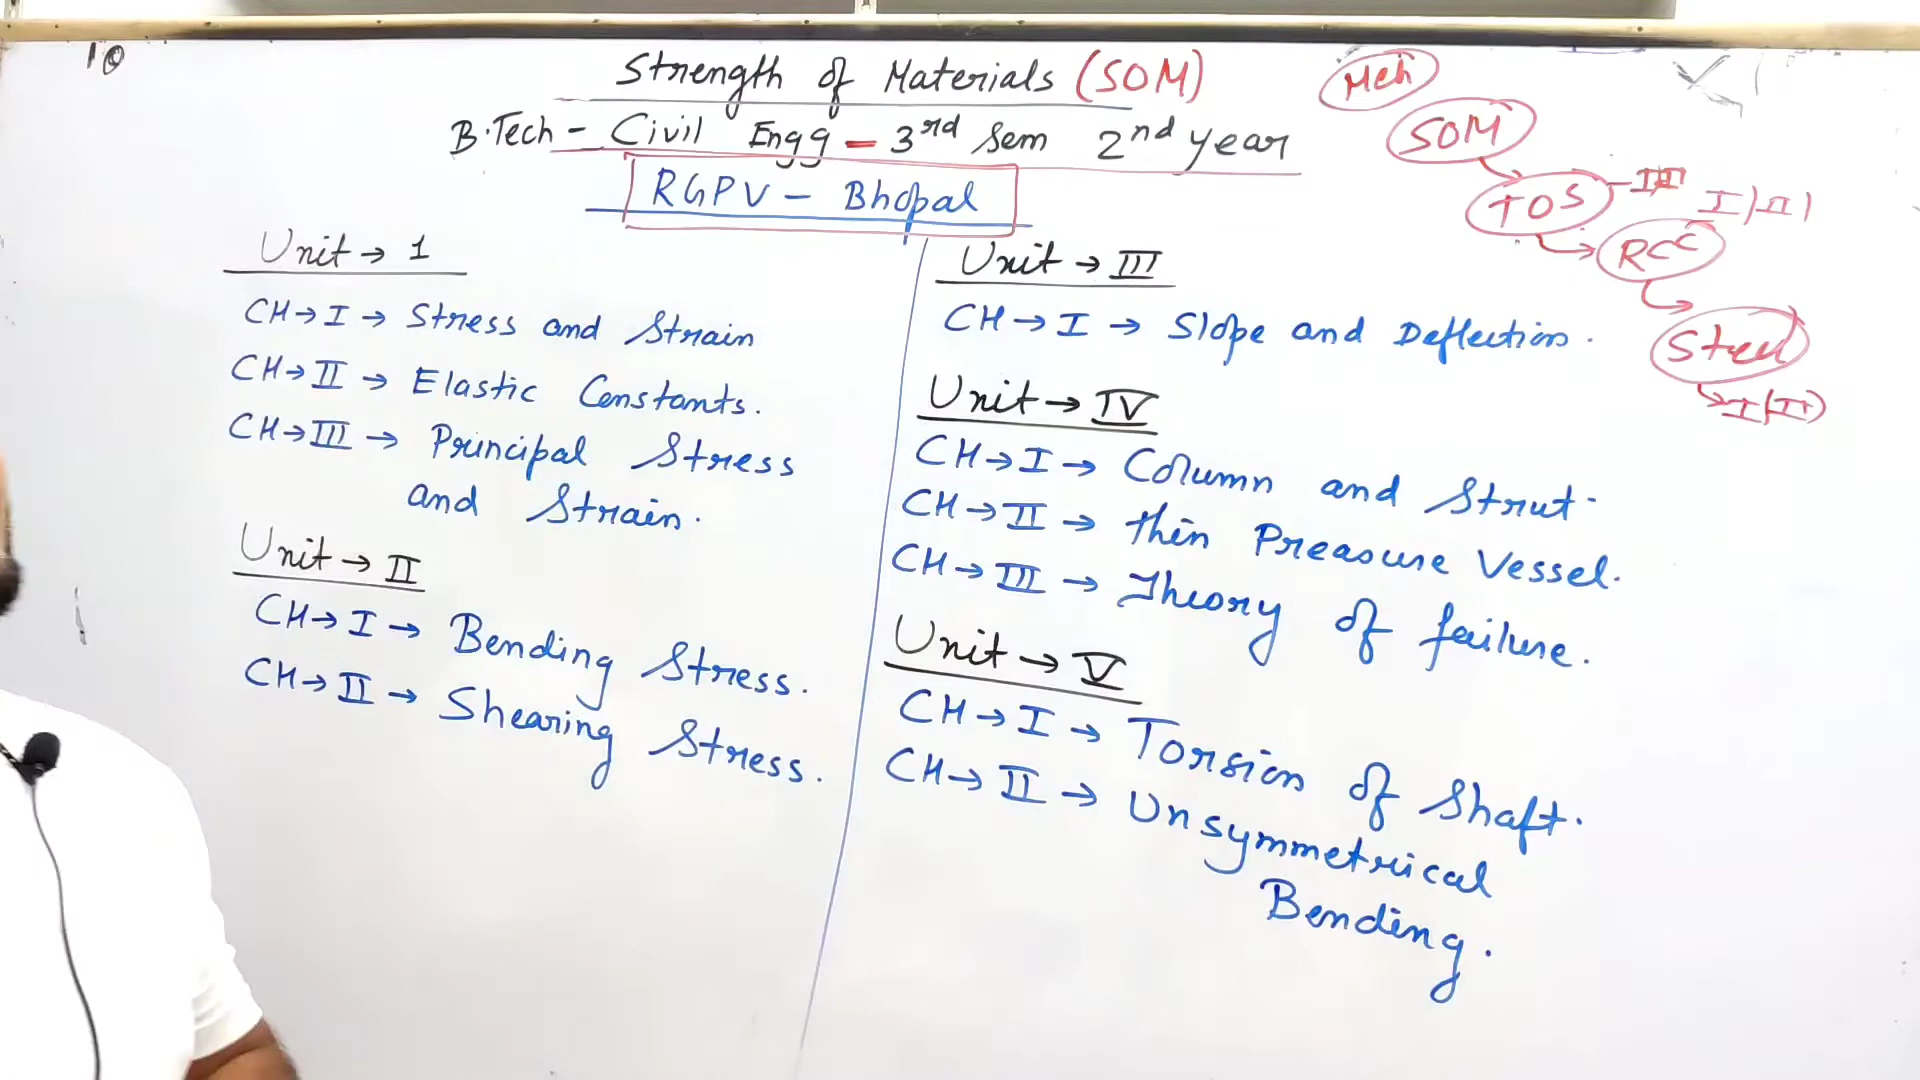 10
Strength of Materials (SOM)
B.Tech - Civil Engg - 3rd Sem 2nd year
RGPV - Bhopal
Unit → 1
CH → I → Stress and Strain
CH → II → Elastic Constants.
CH → III → Principal Stress
and Strain.
Unit → II
CH → I → Bending Stress.
CH → II → Shearing Stress.
Unit → III
CH → I → Slope and Deflection.
Unit → IV
CH → I → Column and Strut.
CH → II → thin Preasure Vessel.
CH → III → Theory of failure.
Unit → V
CH → I → Torsion of Shaft.
CH → II → Unsymmetrical
Bending.
Meh
SOM
TOS
I/II/
RCC
Steel
I/II